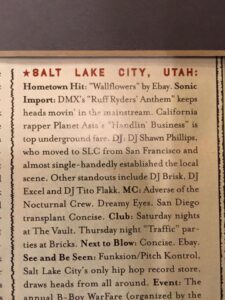 ★SALT LAKE CITY, UTAH:
Hometown Hit: "Wallflowers" by Ebay. Sonic
Import: DMX's "Ruff Ryders' Anthem" keeps
heads movin' in the mainstream. California
rapper Planet Asia's "Handlin' Business" is
top underground fare. DJ: DJ Shawn Phillips,
who moved to SLC from San Francisco and
almost single-handedly established the local
scene. Other standouts include DJ Brisk, DJ
Excel and DJ Tito Flakk. MC: Adverse of the
Nocturnal Crew. Dreamy Eyes. San Diego
transplant Concise. Club: Saturday nights
at The Vault. Thursday night "Traffic" par-
ties at Bricks. Next to Blow: Concise. Ebay.
See and Be Seen: Funksion/Pitch Kontrol,
Salt Lake City's only hip hop record store,
draws heads from all around. Event: The
annual B-Boy WarFare (organized by the